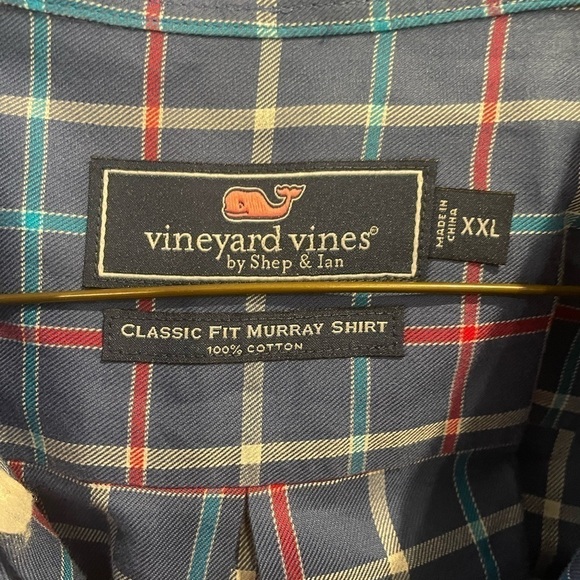 vineyard vines®
by Shep & Ian
MADE IN
CHINA
XXL
CLASSIC FIT MURRAY SHIRT
100% COTTON